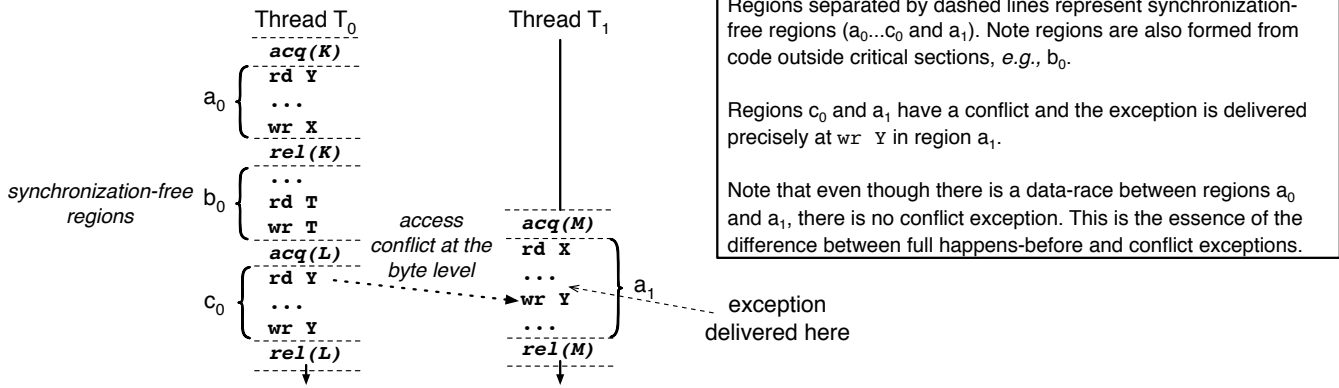 Thread T0
acq(K)
rd Y
...
wr X
rel(K)
...
rd T
wr T
acq(L)
rd Y
...
wr Y
rel(L)
a0
b0
c0
synchronization-free
regions
access
conflict at the
byte level
Thread T1
acq(M)
rd X
...
wr Y
...
rel(M)
a1
exception
delivered here
Regions separated by dashed lines represent synchronization-
free regions (a0...c0 and a1). Note regions are also formed from
code outside critical sections, e.g., b0.
Regions c0 and a1 have a conflict and the exception is delivered
precisely at wr Y in region a1.
Note that even though there is a data-race between regions a0
and a1, there is no conflict exception. This is the essence of the
difference between full happens-before and conflict exceptions.